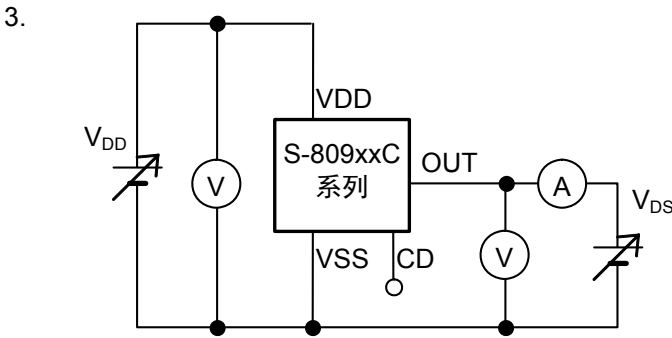 3.
VDD
VDD
V
S-809xxC
系列
OUT
A
VDS
VSS
CD
V